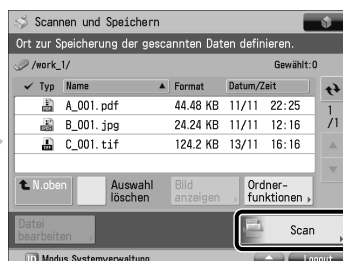 Scannen und Speichern
Ort zur Speicherung der gescannten Daten definieren.
/work_1/ Gewählt:0
✓ Typ Name ▲ Format Datum/Zeit
A_001.pdf 44.48 KB 11/11 22:25
B_001.jpg 24.24 KB 11/11 12:16
C_001.tif 124.2 KB 13/11 16:16
1
/1
N.oben
Auswahl
löschen
Bild
anzeigen
Ordner-
funktionen
Datei
bearbeiten
Scan
ID Modus Systemverwaltung
Logout